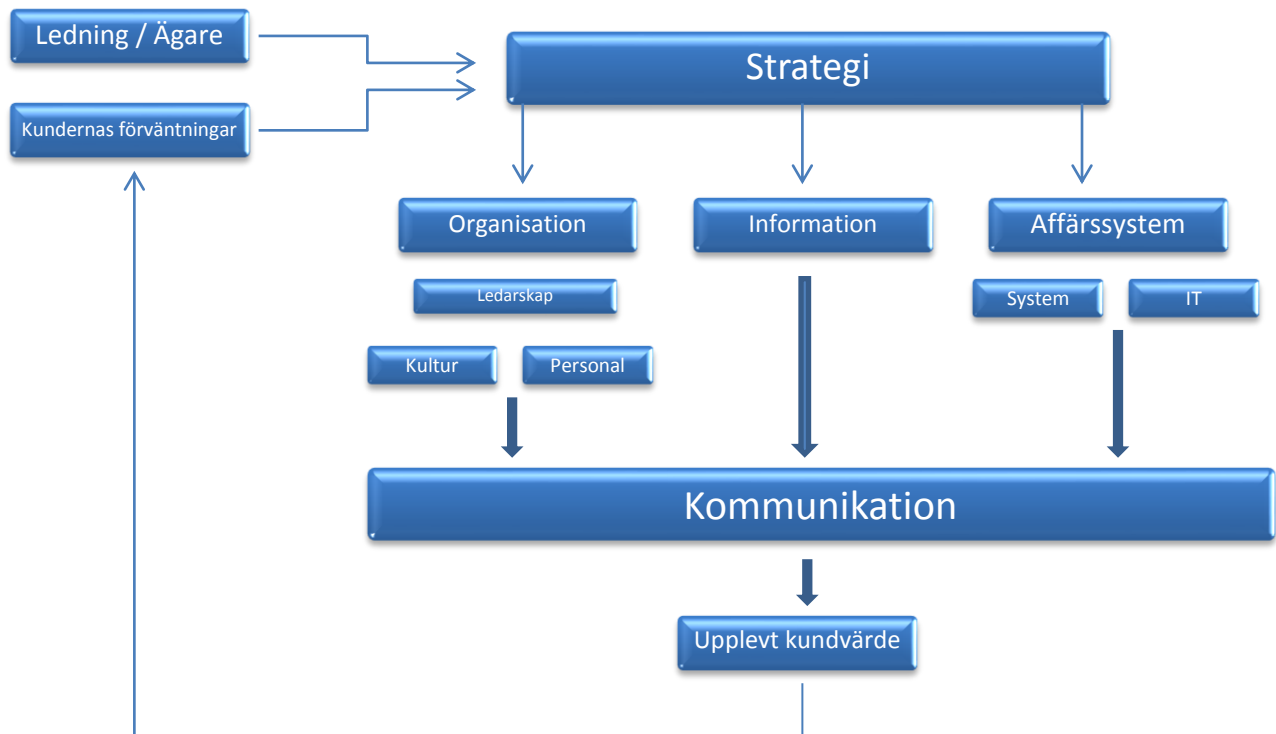 Ledning / Ägare
Strategi
Kundernas förväntningar
Organisation
Information
Affärssystem
Ledarskap
System
IT
Kultur
Personal
Kommunikation
Upplevt kundvärde